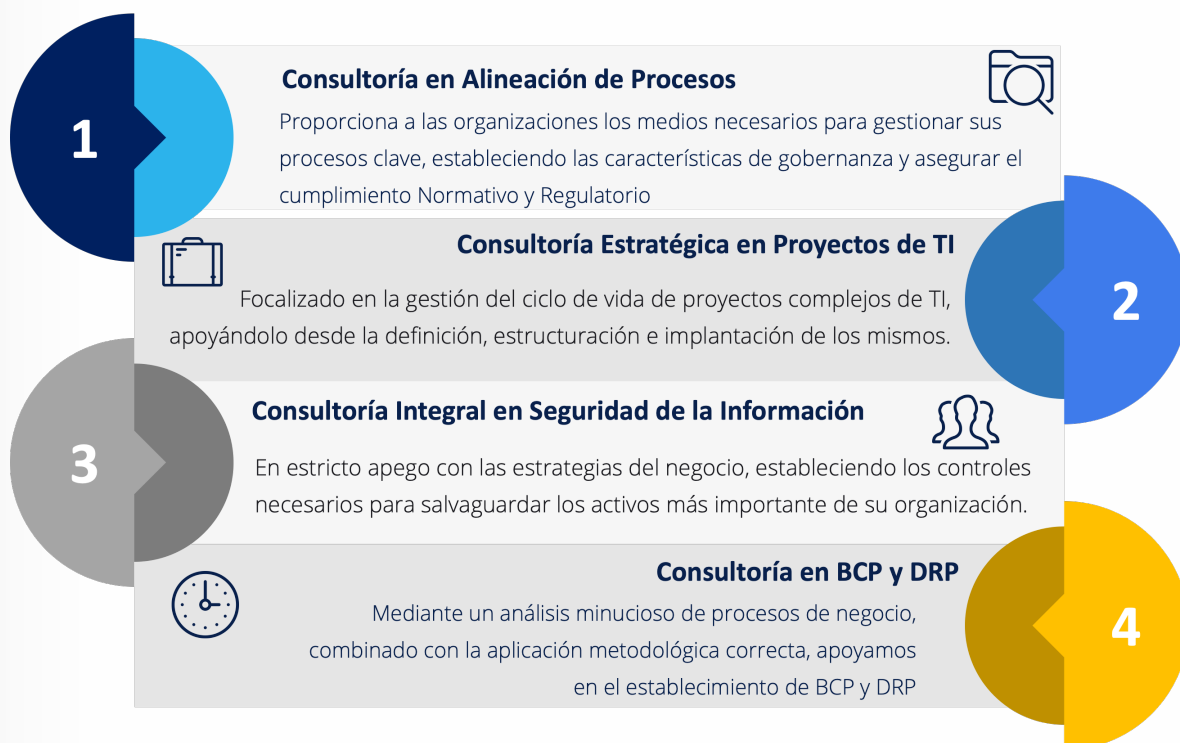 1
Consultoría en Alineación de Procesos
Proporciona a las organizaciones los medios necesarios para gestionar sus
procesos clave, estableciendo las características de gobernanza y asegurar el
cumplimiento Normativo y Regulatorio
2
Consultoría Estratégica en Proyectos de TI
Focalizado en la gestión del ciclo de vida de proyectos complejos de TI,
apoyándolo desde la definición, estructuración e implantación de los mismos.
3
Consultoría Integral en Seguridad de la Información
En estricto apego con las estrategias del negocio, estableciendo los controles
necesarios para salvaguardar los activos más importante de su organización.
4
Consultoría en BCP y DRP
Mediante un análisis minucioso de procesos de negocio,
combinado con la aplicación metodológica correcta, apoyamos
en el establecimiento de BCP y DRP